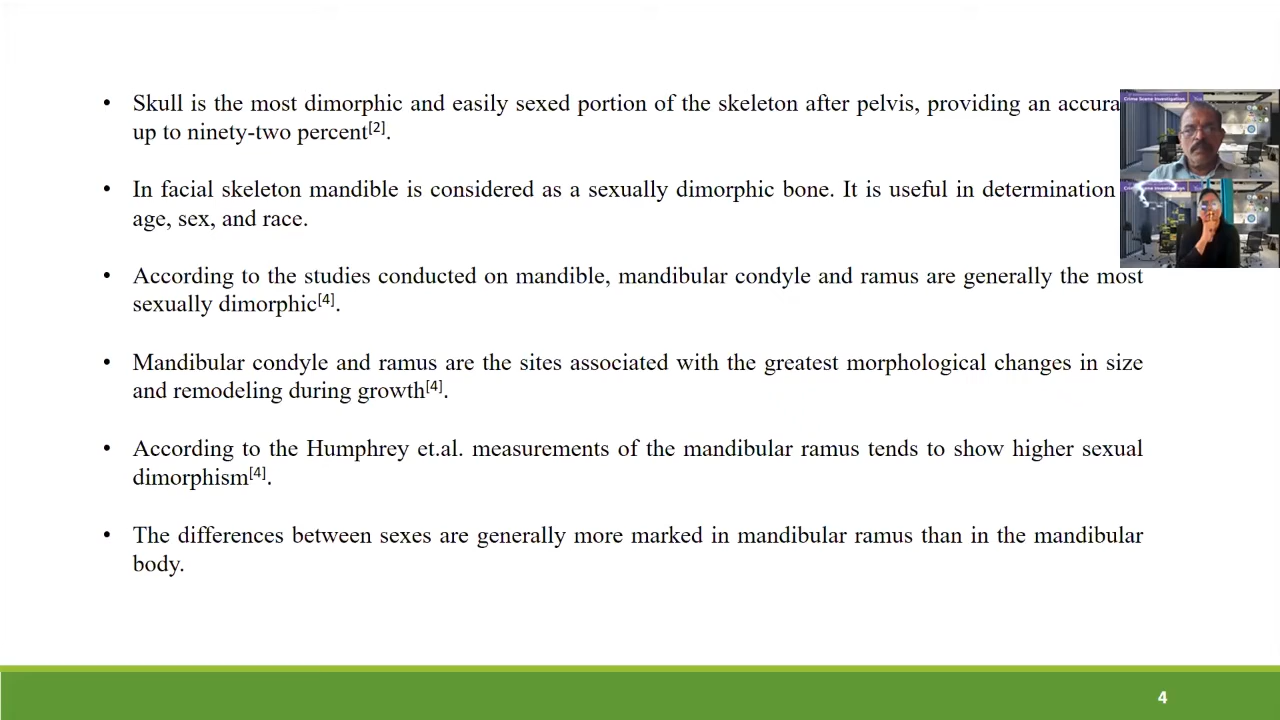 • Skull is the most dimorphic and easily sexed portion of the skeleton after pelvis, providing an
up to ninety-two percent[2].
• In facial skeleton mandible is considered as a sexually dimorphic bone. It is useful in determination
age, sex, and race.
• According to the studies conducted on mandible, mandibular condyle and ramus are generally the most
sexually dimorphic[4].
• Mandibular condyle and ramus are the sites associated with the greatest morphological changes in size
and remodeling during growth[4].
• According to the Humphrey et.al. measurements of the mandibular ramus tends to show higher sexual
dimorphism[4].
• The differences between sexes are generally more marked in mandibular ramus than in the mandibular
body.
Crime Scene Investigation
Crime Scene Investigation
4